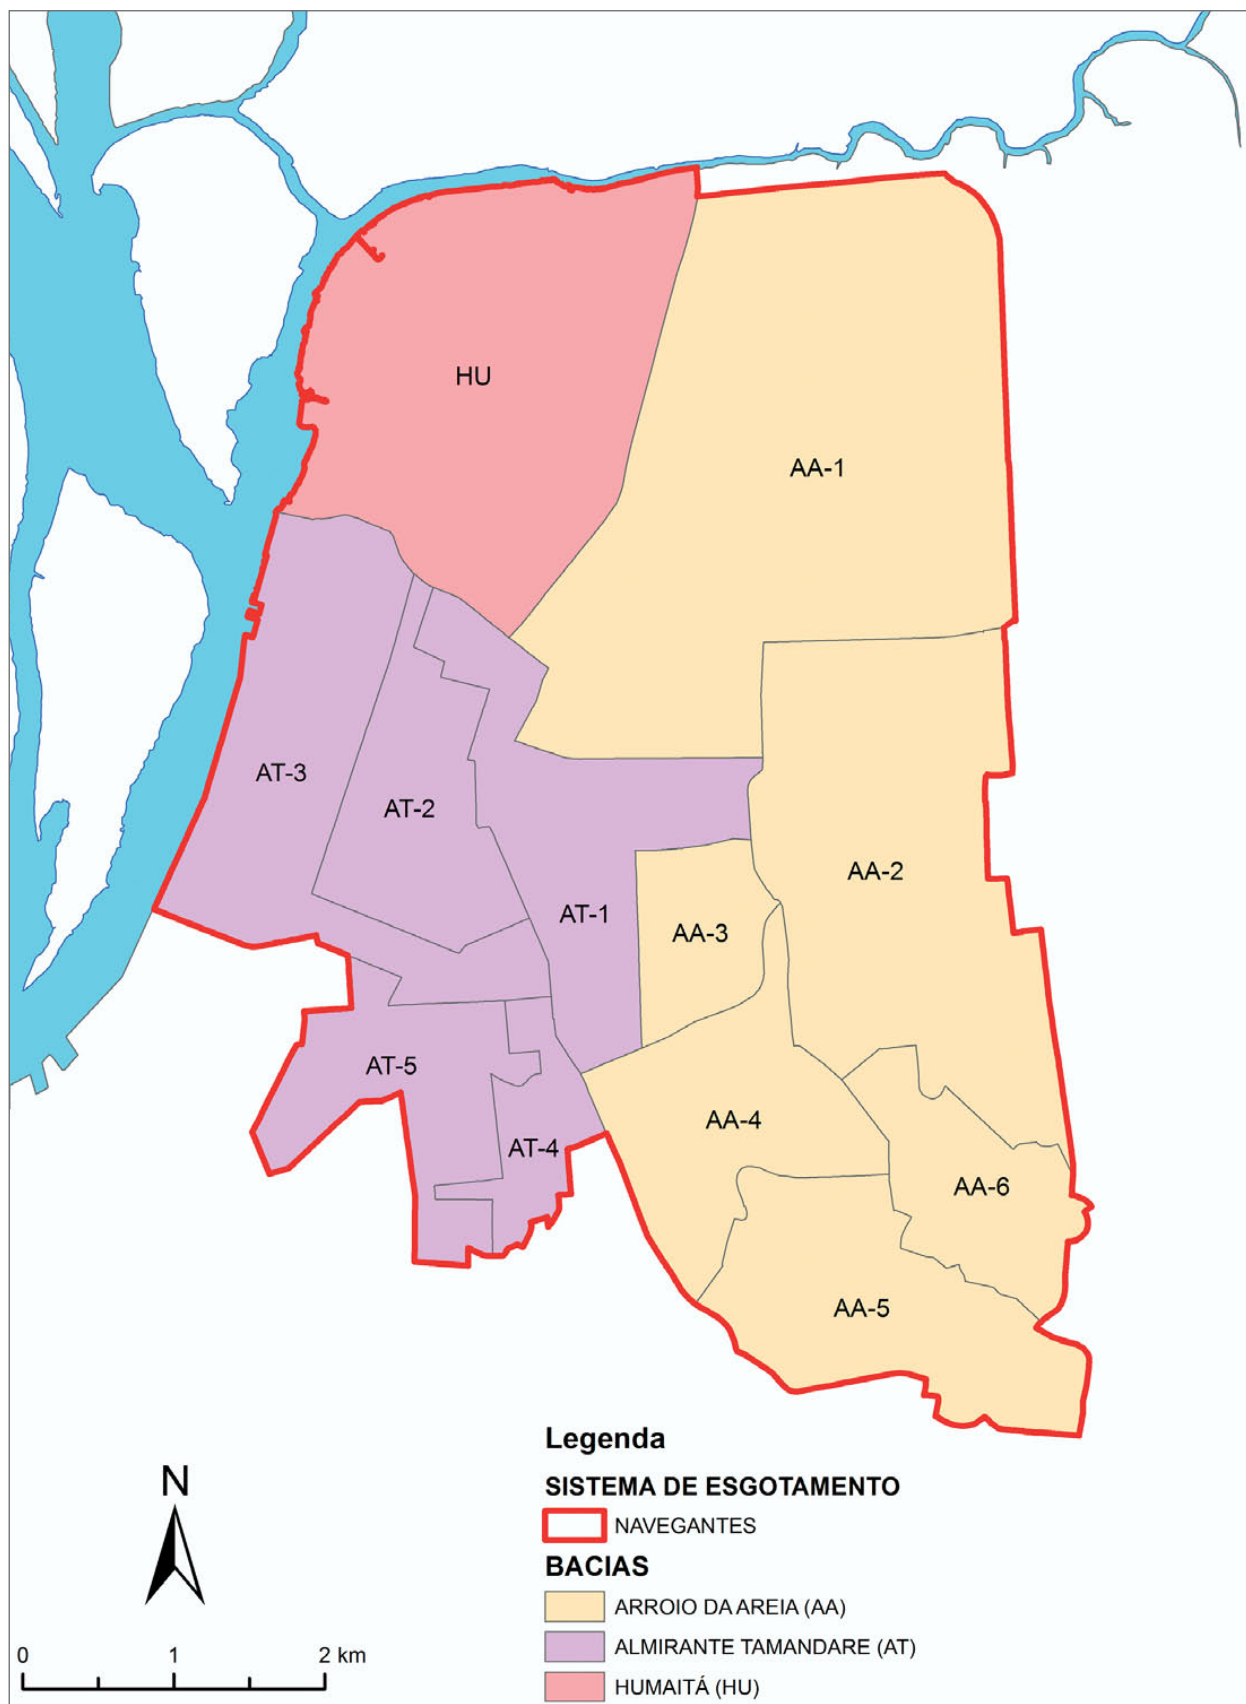 HU
AA-1
AT-3
AT-2
AA-2
AT-1
AA-3
AT-5
AA-4
AT-4
AA-6
AA-5
Legenda
SISTEMA DE ESGOTAMENTO
NAVEGANTES
BACIAS
ARROIO DA AREIA (AA)
ALMIRANTE TAMANDARE (AT)
HUMAITÁ (HU)
N
0 1 2 km